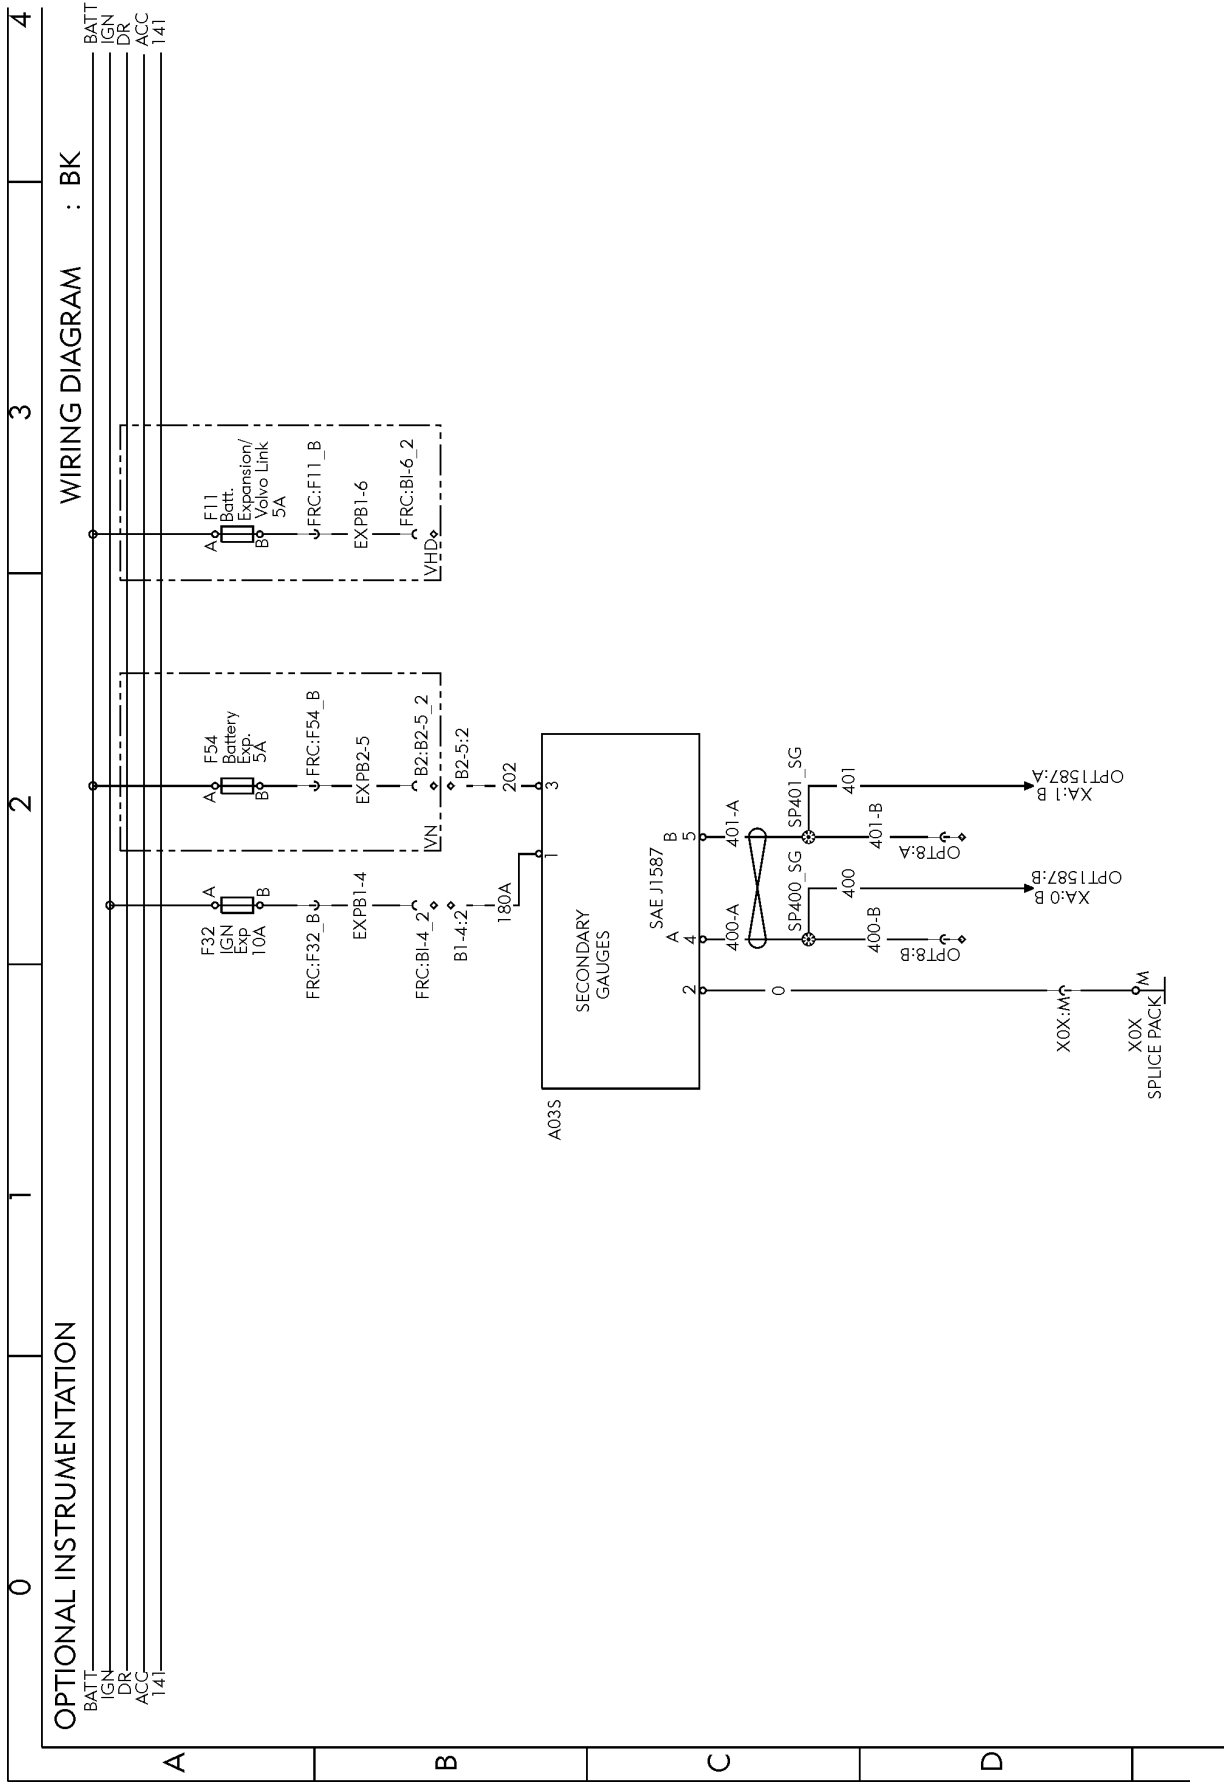 0
1
2
3
4
OPTIONAL INSTRUMENTATION
WIRING DIAGRAM : BK
BATT
BATT
IGN
IGN
DR
DR
ACC
ACC
141
141
A
F32
IGN
Exp
10A
A
B
F54
Battery
Exp.
5A
A
B
F11
Batt.
Expansion/
Volvo Link
5A
A
B
FRC:F32_B
FRC:F54_B
FRC:F11_B
B
EXPB1-4
EXPB2-5
EXPB1-6
FRC:BI-4_2
B2:B2-5_2
FRC:BI-6_2
VN
VHD
B1-4:2
B2-5:2
180A
202
A03S
1
3
SECONDARY
GAUGES
SAE J1587
A
B
2
4
5
C
0
400-A
401-A
SP400_SG
SP401_SG
400
401
400-B
401-B
OPT8:B
OPT8:A
D
XA:0 B
OPT1587:B
XA:1 B
OPT1587:A
X0X:M
X0X
M
SPLICE PACK